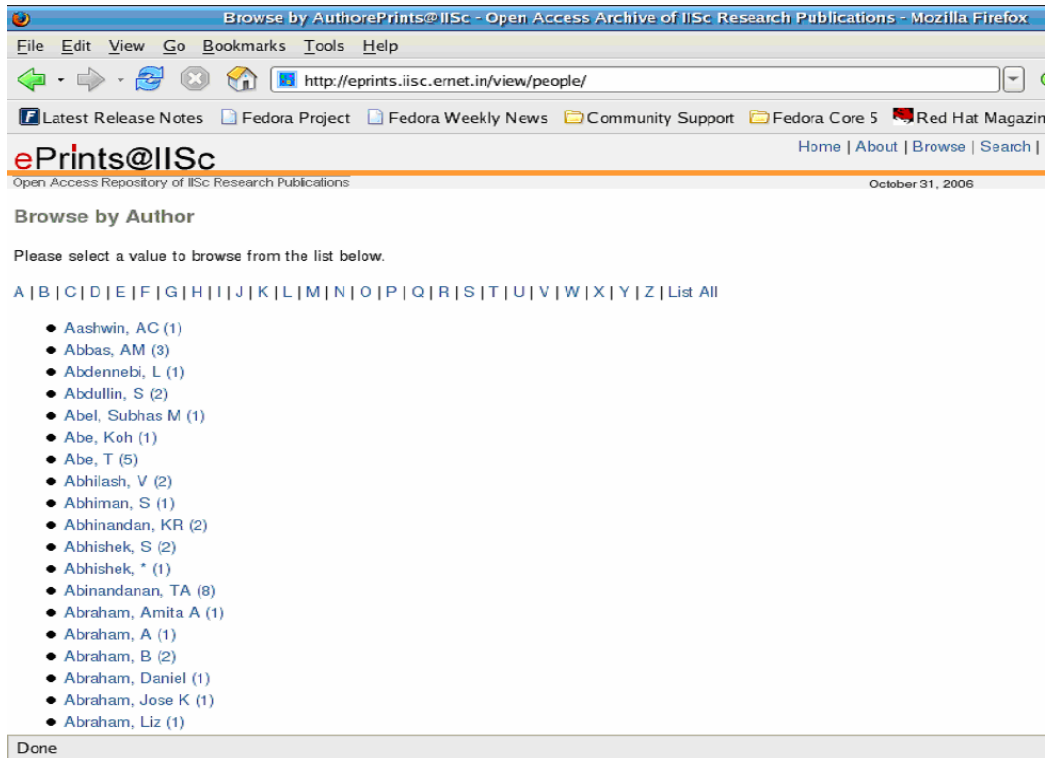 Browse by AuthorePrints@IISc - Open Access Archive of IISc Research Publications - Mozilla Firefox
File Edit View Go Bookmarks Tools Help
http://eprints.iisc.ernet.in/view/people/
Latest Release Notes Fedora Project Fedora Weekly News Community Support Fedora Core 5 Red Hat Magazin
ePrints@IISc Home | About | Browse | Search |
Open Access Repository of IISc Research Publications October 31, 2006
Browse by Author
Please select a value to browse from the list below.
A | B | C | D | E | F | G | H | I | J | K | L | M | N | O | P | Q | R | S | T | U | V | W | X | Y | Z | List All
Aashwin, AC (1)
Abbas, AM (3)
Abdennebi, L (1)
Abdullin, S (2)
Abel, Subhas M (1)
Abe, Koh (1)
Abe, T (5)
Abhilash, V (2)
Abhiman, S (1)
Abhinandan, KR (2)
Abhishek, S (2)
Abhishek, * (1)
Abinandanan, TA (8)
Abraham, Amita A (1)
Abraham, A (1)
Abraham, B (2)
Abraham, Daniel (1)
Abraham, Jose K (1)
Abraham, Liz (1)
Done